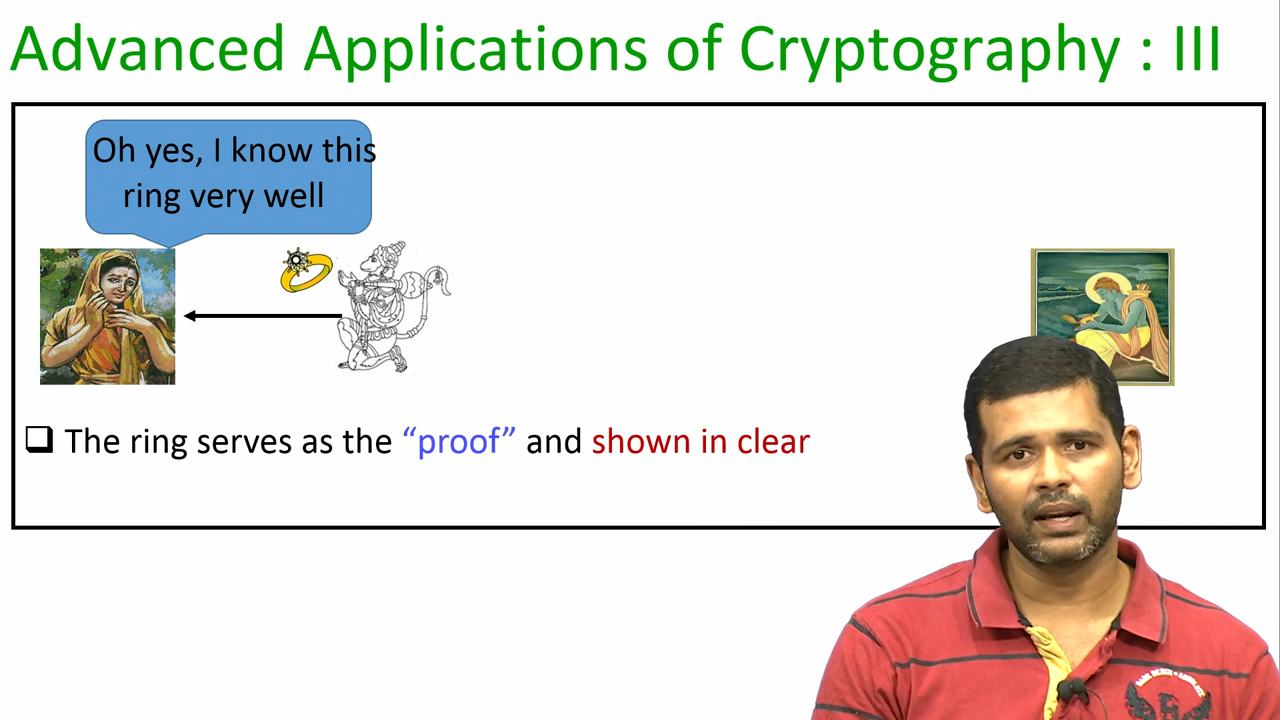 Advanced Applications of Cryptography : III
Oh yes, I know this
ring very well
The ring serves as the “proof” and shown in clear